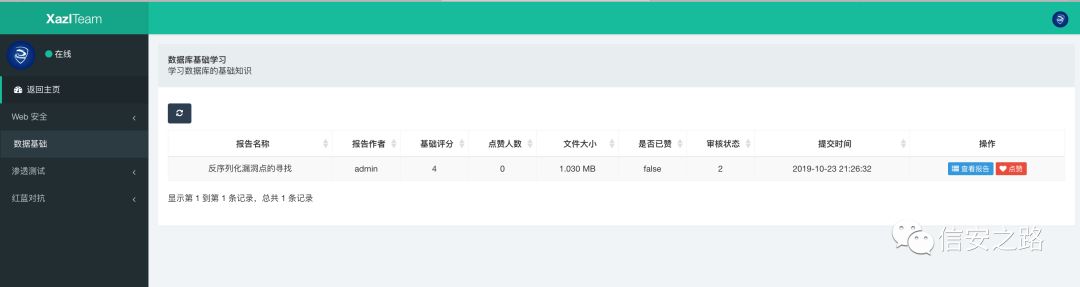 XazlTeam
在线
返回主页
Web 安全
数据基础
渗透测试
红蓝对抗
数据库基础学习
学习数据库的基础知识
报告名称 报告作者 基础评分 点赞人数 文件大小 是否已赞 审核状态 提交时间 操作
反序列化漏洞点的寻找 admin 4 0 1.030 MB false 2 2019-10-23 21:26:32 查看报告 点赞
显示第 1 到第 1 条记录，总共 1 条记录
信安之路